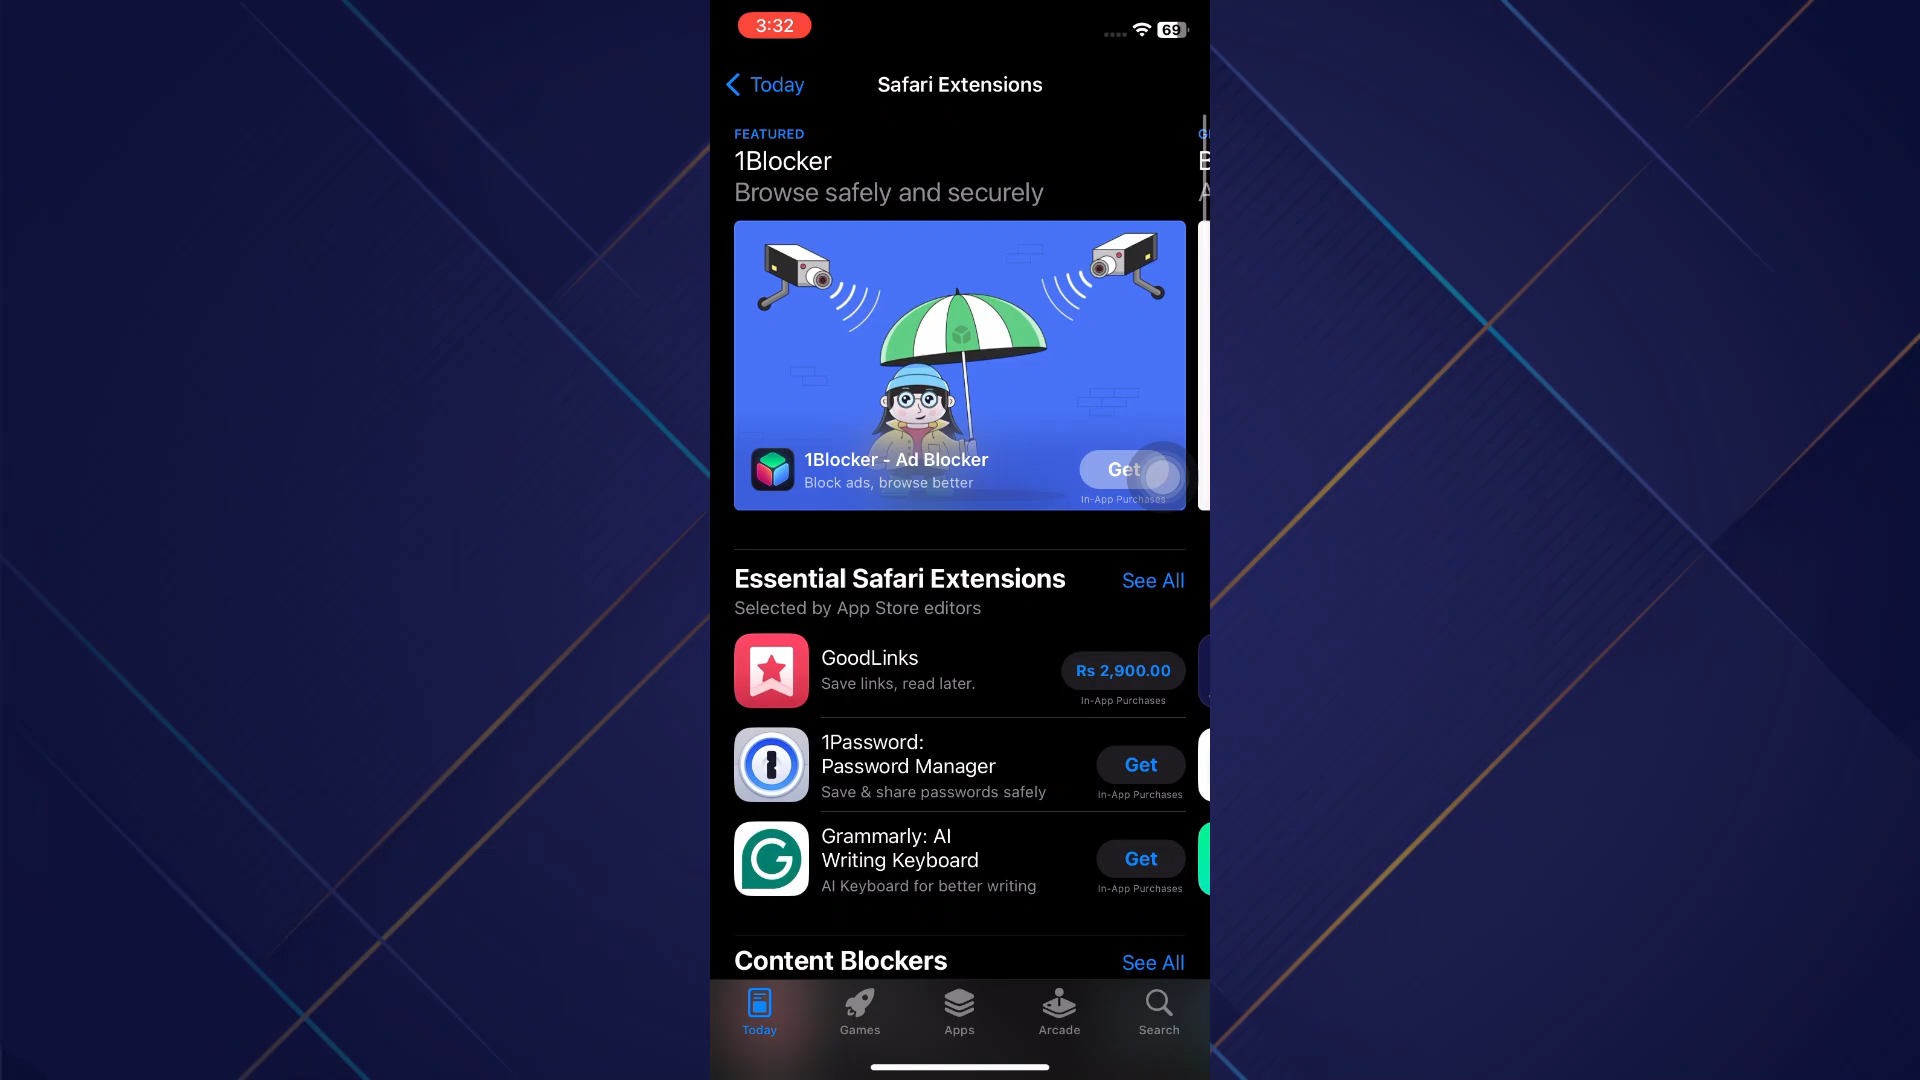 3:32
69
Today
Safari Extensions
FEATURED
1Blocker
Browse safely and securely
1Blocker - Ad Blocker
Block ads, browse better
Get
In-App Purchases
Essential Safari Extensions
See All
Selected by App Store editors
GoodLinks
Save links, read later.
Rs 2,900.00
In-App Purchases
1Password:
Password Manager
Save & share passwords safely
Get
In-App Purchases
Grammarly: AI
Writing Keyboard
AI Keyboard for better writing
Get
In-App Purchases
Content Blockers
See All
Today
Games
Apps
Arcade
Search